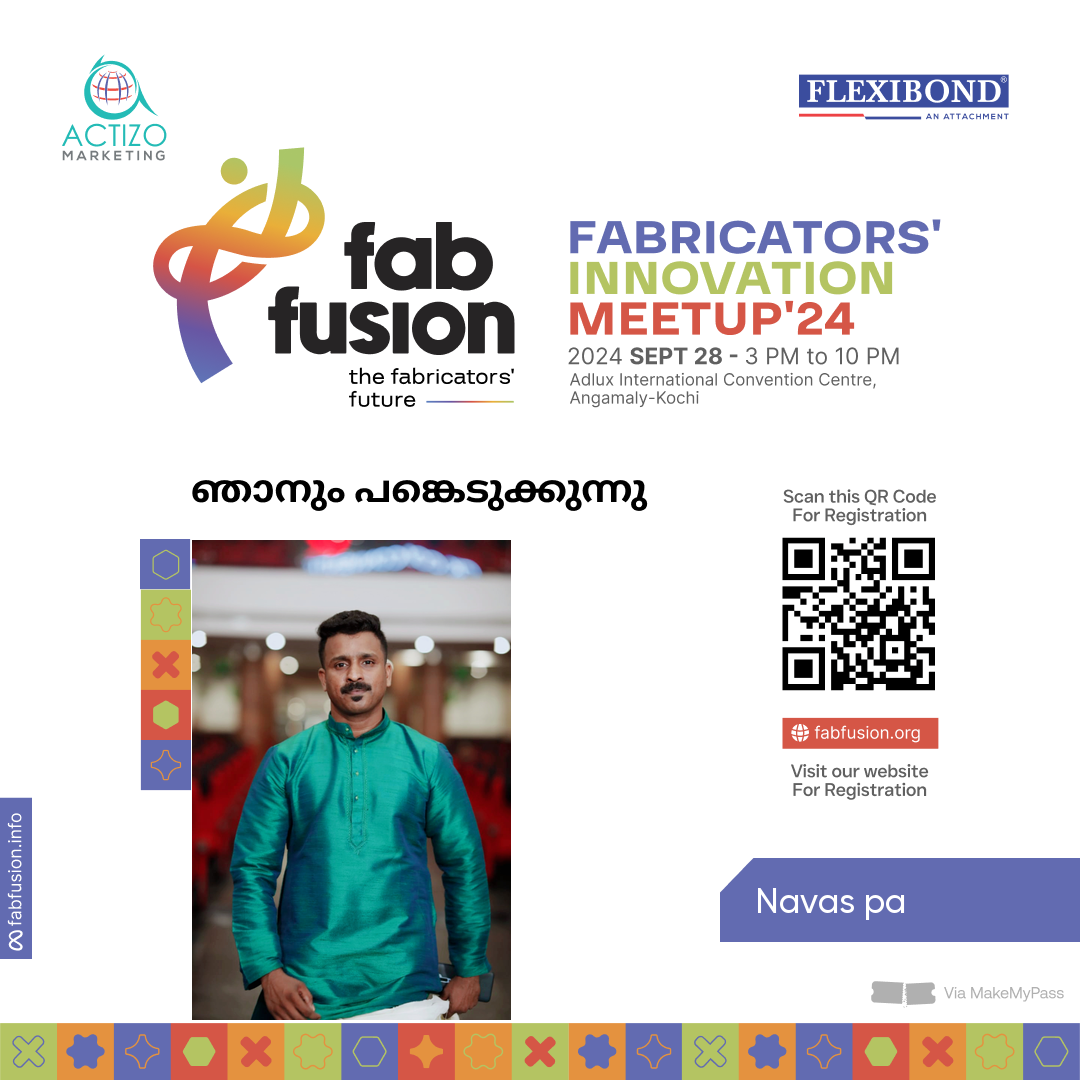 ACTIZO
MARKETING
FLEXIBOND®
AN ATTACHMENT
fab
fusion
the fabricators'
future
FABRICATORS'
INNOVATION
MEETUP'24
2024 SEPT 28 - 3 PM to 10 PM
Adlux International Convention Centre,
Angamaly-Kochi
ഞാനും പങ്കെടുക്കുന്നു
Scan this QR Code
For Registration
fabfusion.org
Visit our website
For Registration
fabfusion.info
Navas pa
Via MakeMyPass